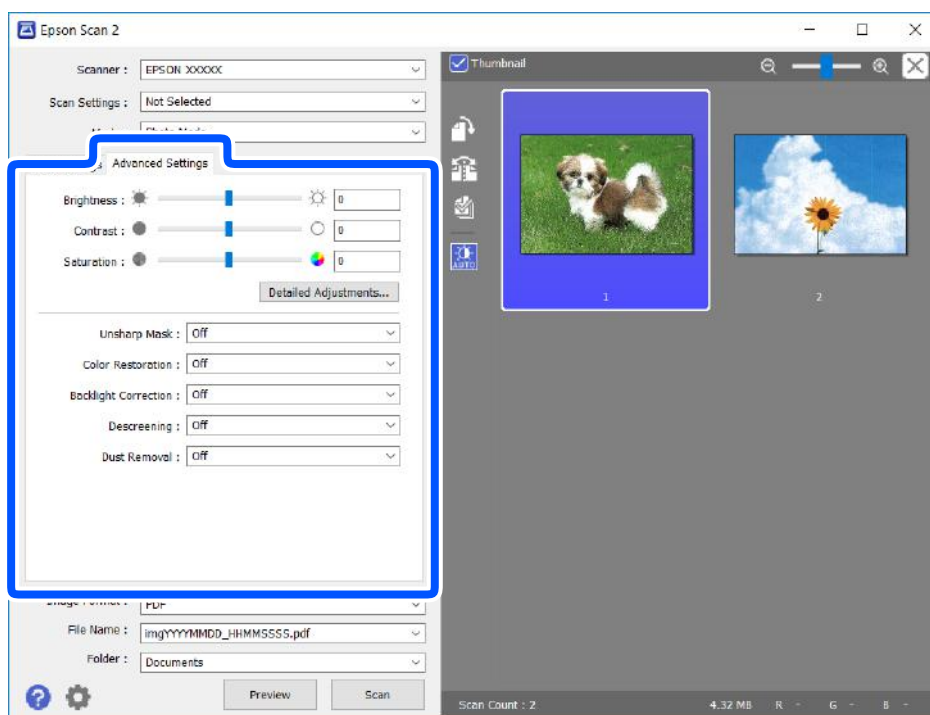 Epson Scan 2
Scanner : EPSON XXXXX
Scan Settings : Not Selected
Advanced Settings
Brightness : 0
Contrast : 0
Saturation : 0
Detailed Adjustments...
Unsharp Mask : Off
Color Restoration : Off
Backlight Correction : Off
Descreening : Off
Dust Removal : Off
PDF
File Name : imgYYYYMMDD_HHMMSSSS.pdf
Folder : Documents
Preview Scan
Thumbnail
AUTO
1 2
Scan Count : 2 4.32 MB R - G - B -